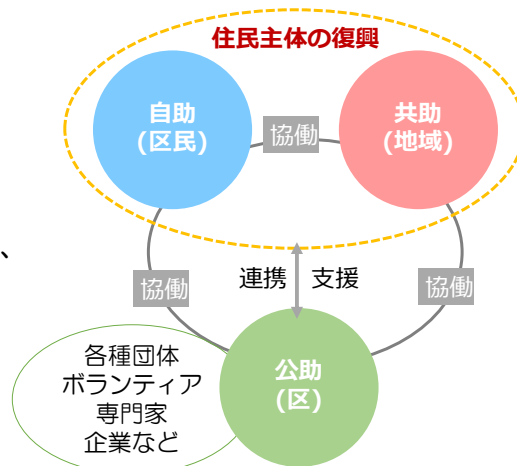 住民主体の復興
自助
(区民)
共助
(地域)
協働
、
連携 支援
協働
協働
各種団体
ボランティア
専門家
企業など
公助
(区)